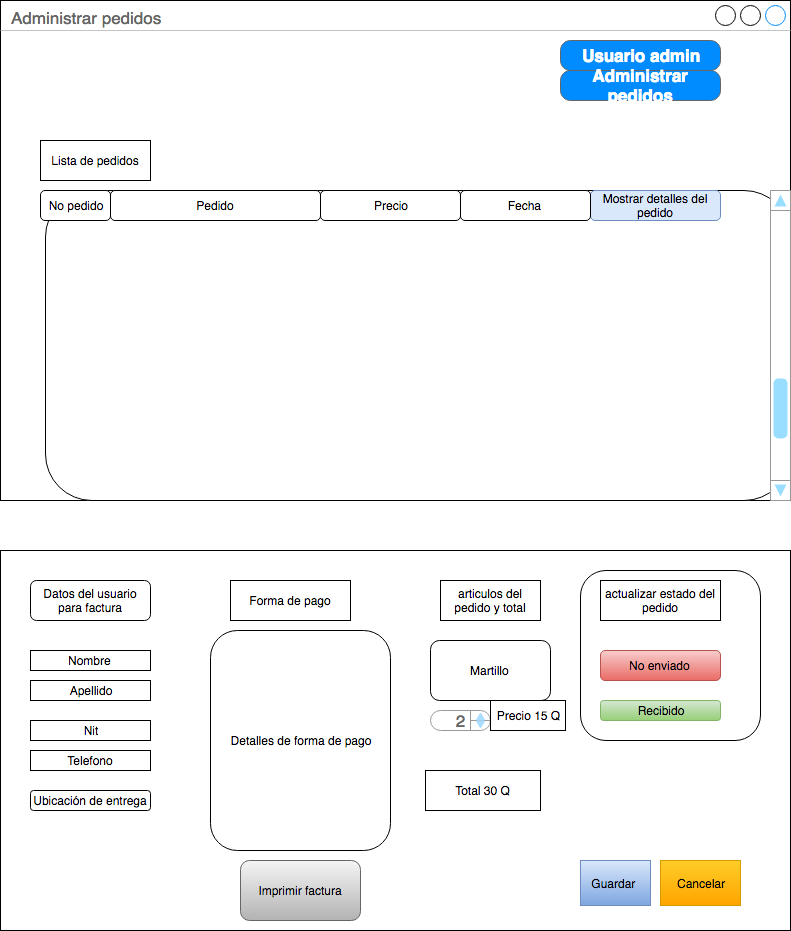 Administrar pedidos
Usuario admin
Administrar
pedidos
Lista de pedidos
No pedido
Pedido
Precio
Fecha
Mostrar detalles del
pedido
Datos del usuario
para factura
Forma de pago
articulos del
pedido y total
actualizar estado del
pedido
Nombre
Apellido
Nit
Telefono
Ubicación de entrega
Detalles de forma de pago
Martillo
2
Precio 15 Q
Total 30 Q
No enviado
Recibido
Imprimir factura
Guardar
Cancelar